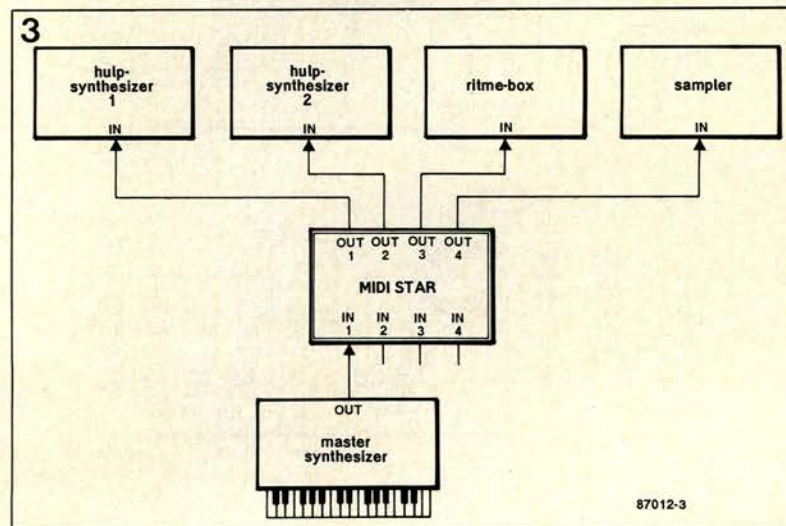 3
hulp-
synthesizer
1
IN
hulp-
synthesizer
2
IN
ritme-box
IN
sampler
IN
OUT OUT OUT OUT
1 2 3 4
MIDI STAR
IN IN IN IN
1 2 3 4
OUT
master
synthesizer
87012-3